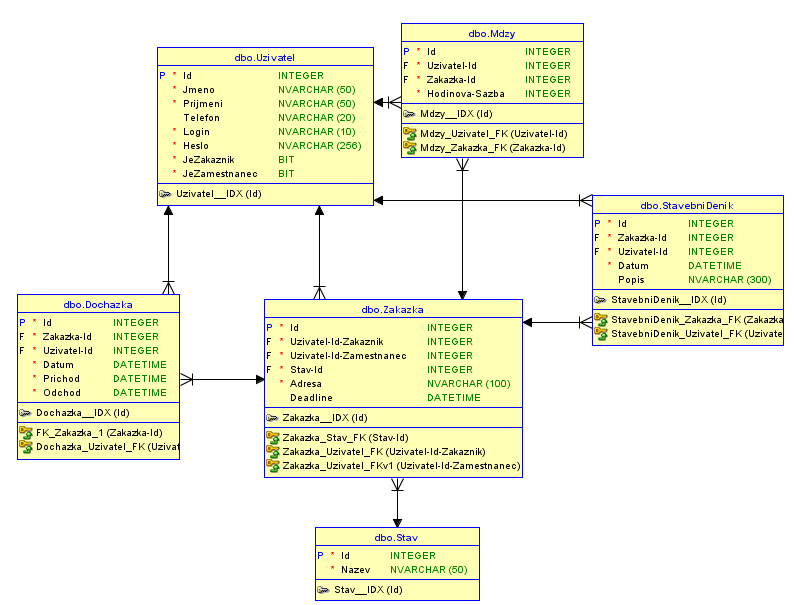 dbo.Mdzy
P * Id INTEGER
F * Uzivatel-Id INTEGER
F * Zakazka-Id INTEGER
* Hodinova-Sazba INTEGER
Mdzy__IDX (Id)
Mdzy_Uzivatel_FK (Uzivatel-Id)
Mdzy_Zakazka_FK (Zakazka-Id)
dbo.Uzivatel
P * Id INTEGER
* Jmeno NVARCHAR (50)
* Prijmeni NVARCHAR (50)
Telefon NVARCHAR (20)
* Login NVARCHAR (10)
* Heslo NVARCHAR (256)
* JeZakaznik BIT
* JeZamestnanec BIT
Uzivatel__IDX (Id)
dbo.StavebniDenik
P * Id INTEGER
F * Zakazka-Id INTEGER
F * Uzivatel-Id INTEGER
* Datum DATETIME
Popis NVARCHAR (300)
StavebniDenik__IDX (Id)
StavebniDenik_Zakazka_FK (Zakazka
StavebniDenik_Uzivatel_FK (Uzivate
dbo.Dochazka
P * Id INTEGER
F * Zakazka-Id INTEGER
F * Uzivatel-Id INTEGER
* Datum DATETIME
* Prichod DATETIME
* Odchod DATETIME
Dochazka__IDX (Id)
FK_Zakazka_1 (Zakazka-Id)
Dochazka_Uzivatel_FK (Uzivat
dbo.Zakazka
P * Id INTEGER
F * Uzivatel-Id-Zakaznik INTEGER
F * Uzivatel-Id-Zamestnanec INTEGER
F * Stav-Id INTEGER
* Adresa NVARCHAR (100)
Deadline DATETIME
Zakazka__IDX (Id)
Zakazka_Stav_FK (Stav-Id)
Zakazka_Uzivatel_FK (Uzivatel-Id-Zakaznik)
Zakazka_Uzivatel_FKv1 (Uzivatel-Id-Zamestnanec)
dbo.Stav
P * Id INTEGER
* Nazev NVARCHAR (50)
Stav__IDX (Id)